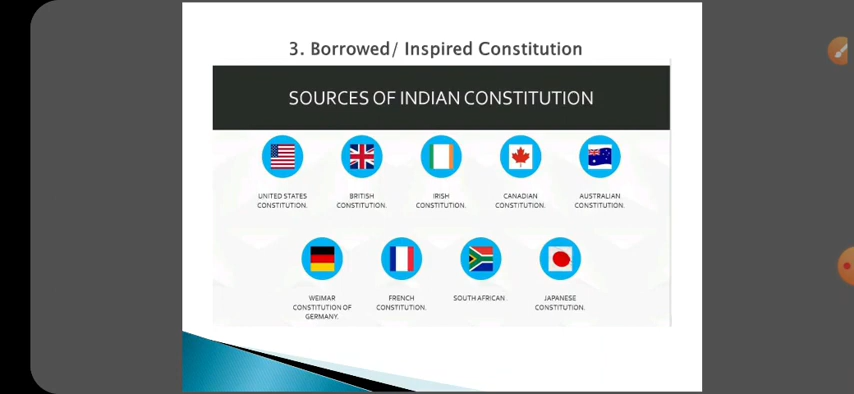 3. Borrowed/ Inspired Constitution
SOURCES OF INDIAN CONSTITUTION
UNITED STATES
CONSTITUTION.
BRITISH
CONSTITUTION.
IRISH
CONSTITUTION.
CANADIAN
CONSTITUTION.
AUSTRALIAN
CONSTITUTION.
WEIMAR
CONSTITUTION OF
GERMANY.
FRENCH
CONSTITUTION.
SOUTH AFRICAN.
JAPANESE
CONSTITUTION.